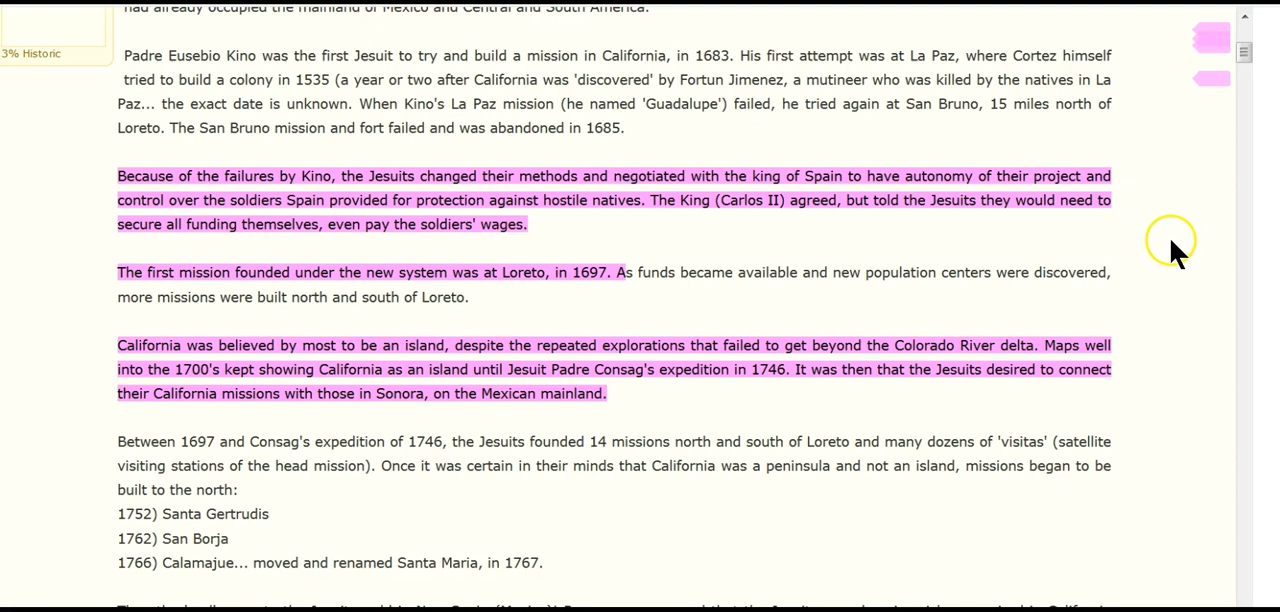 had already occupied the mainland of Mexico and Central and South America.
3% Historic
Padre Eusebio Kino was the first Jesuit to try and build a mission in California, in 1683. His first attempt was at La Paz, where Cortez himself
tried to build a colony in 1535 (a year or two after California was 'discovered' by Fortun Jimenez, a mutineer who was killed by the natives in La
Paz... the exact date is unknown. When Kino's La Paz mission (he named 'Guadalupe') failed, he tried again at San Bruno, 15 miles north of
Loreto. The San Bruno mission and fort failed and was abandoned in 1685.
Because of the failures by Kino, the Jesuits changed their methods and negotiated with the king of Spain to have autonomy of their project and
control over the soldiers Spain provided for protection against hostile natives. The King (Carlos II) agreed, but told the Jesuits they would need to
secure all funding themselves, even pay the soldiers' wages.
The first mission founded under the new system was at Loreto, in 1697. As funds became available and new population centers were discovered,
more missions were built north and south of Loreto.
California was believed by most to be an island, despite the repeated explorations that failed to get beyond the Colorado River delta. Maps well
into the 1700's kept showing California as an island until Jesuit Padre Consag's expedition in 1746. It was then that the Jesuits desired to connect
their California missions with those in Sonora, on the Mexican mainland.
Between 1697 and Consag's expedition of 1746, the Jesuits founded 14 missions north and south of Loreto and many dozens of 'visitas' (satellite
visiting stations of the head mission). Once it was certain in their minds that California was a peninsula and not an island, missions began to be
built to the north:
1752) Santa Gertrudis
1762) San Borja
1766) Calamajue... moved and renamed Santa Maria, in 1767.